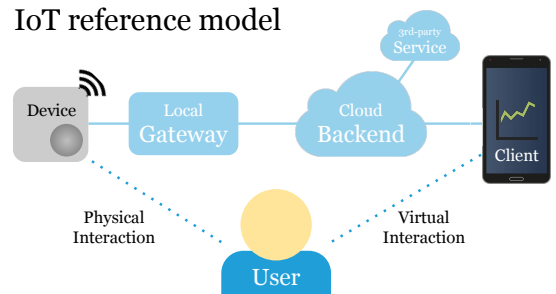 IoT reference model
3rd-party
Service
Device
Local
Gateway
Cloud
Backend
Client
Physical
Interaction
Virtual
Interaction
User